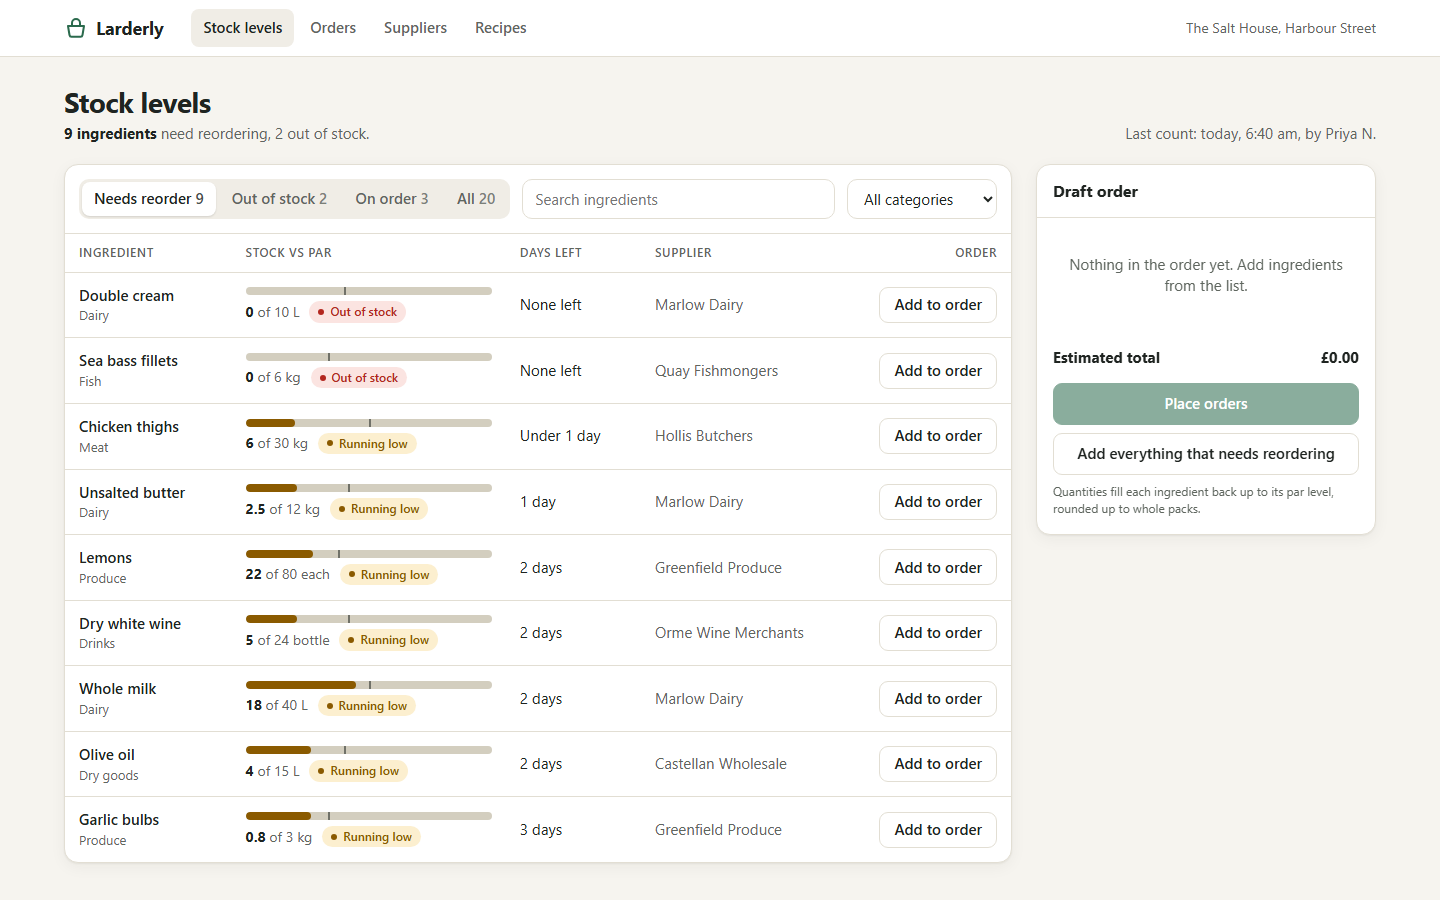 Larderly
Stock levels
Orders
Suppliers
Recipes
The Salt House, Harbour Street
Stock levels
9 ingredients need reordering, 2 out of stock.
Last count: today, 6:40 am, by Priya N.
Needs reorder 9
Out of stock 2
On order 3
All 20
Search ingredients
All categories
INGREDIENT
STOCK VS PAR
DAYS LEFT
SUPPLIER
ORDER
Double cream
Dairy
0 of 10 L
Out of stock
None left
Marlow Dairy
Add to order
Sea bass fillets
Fish
0 of 6 kg
Out of stock
None left
Quay Fishmongers
Add to order
Chicken thighs
Meat
6 of 30 kg
Running low
Under 1 day
Hollis Butchers
Add to order
Unsalted butter
Dairy
2.5 of 12 kg
Running low
1 day
Marlow Dairy
Add to order
Lemons
Produce
22 of 80 each
Running low
2 days
Greenfield Produce
Add to order
Dry white wine
Drinks
5 of 24 bottle
Running low
2 days
Orme Wine Merchants
Add to order
Whole milk
Dairy
18 of 40 L
Running low
2 days
Marlow Dairy
Add to order
Olive oil
Dry goods
4 of 15 L
Running low
2 days
Castellan Wholesale
Add to order
Garlic bulbs
Produce
0.8 of 3 kg
Running low
3 days
Greenfield Produce
Add to order
Draft order
Nothing in the order yet. Add ingredients
from the list.
Estimated total
£0.00
Place orders
Add everything that needs reordering
Quantities fill each ingredient back up to its par level,
rounded up to whole packs.